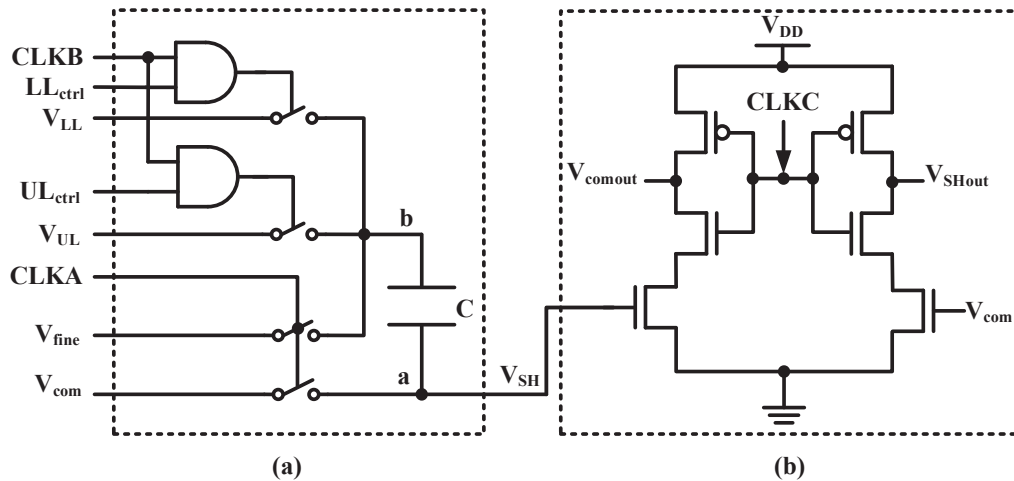 CLKB
LLctrl
VLL
ULctrl
VUL
CLKA
Vfine
Vcom
b
C
a
VSH
(a)
VDD
CLKC
Vcomout
VSHout
Vcom
(b)